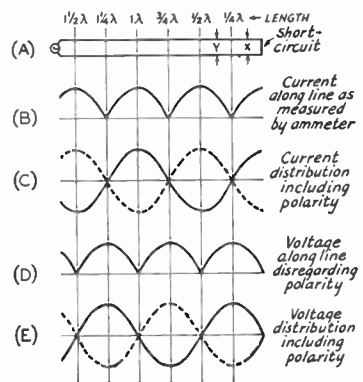 1½λ 1¼λ 1λ ¾λ ½λ ¼λ ← LENGTH
(A)
Y X
Short-
circuit
(B)
Current
along line as
measured
by ammeter
(C)
Current
distribution
including
polarity
(D)
Voltage
along line
disregarding
polarity
(E)
Voltage
distribution
including
polarity